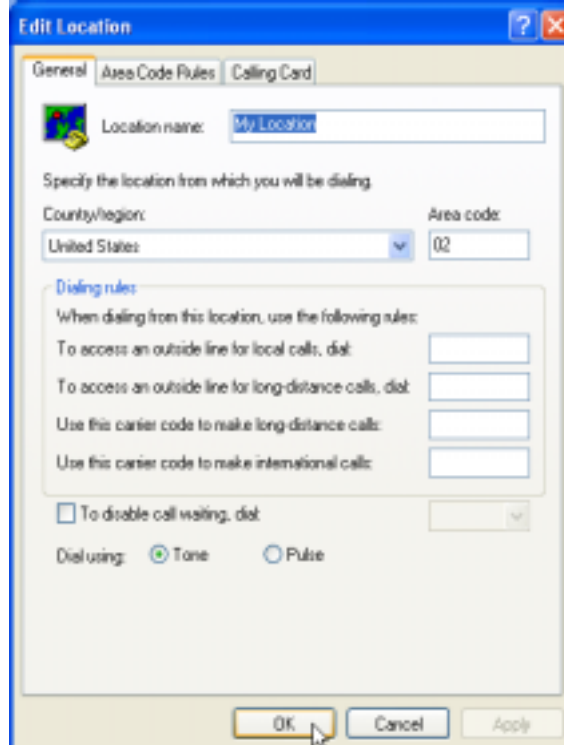 Edit Location
General Area Code Rules Calling Card
Location name: My Location
Specify the location from which you will be dialing.
Country/region: Area code:
United States 02
Dialing rules
When dialing from this location, use the following rules:
To access an outside line for local calls, dial:
To access an outside line for long-distance calls, dial:
Use this carrier code to make long-distance calls:
Use this carrier code to make international calls:
To disable call waiting, dial:
Dial using: Tone Pulse
OK Cancel Apply